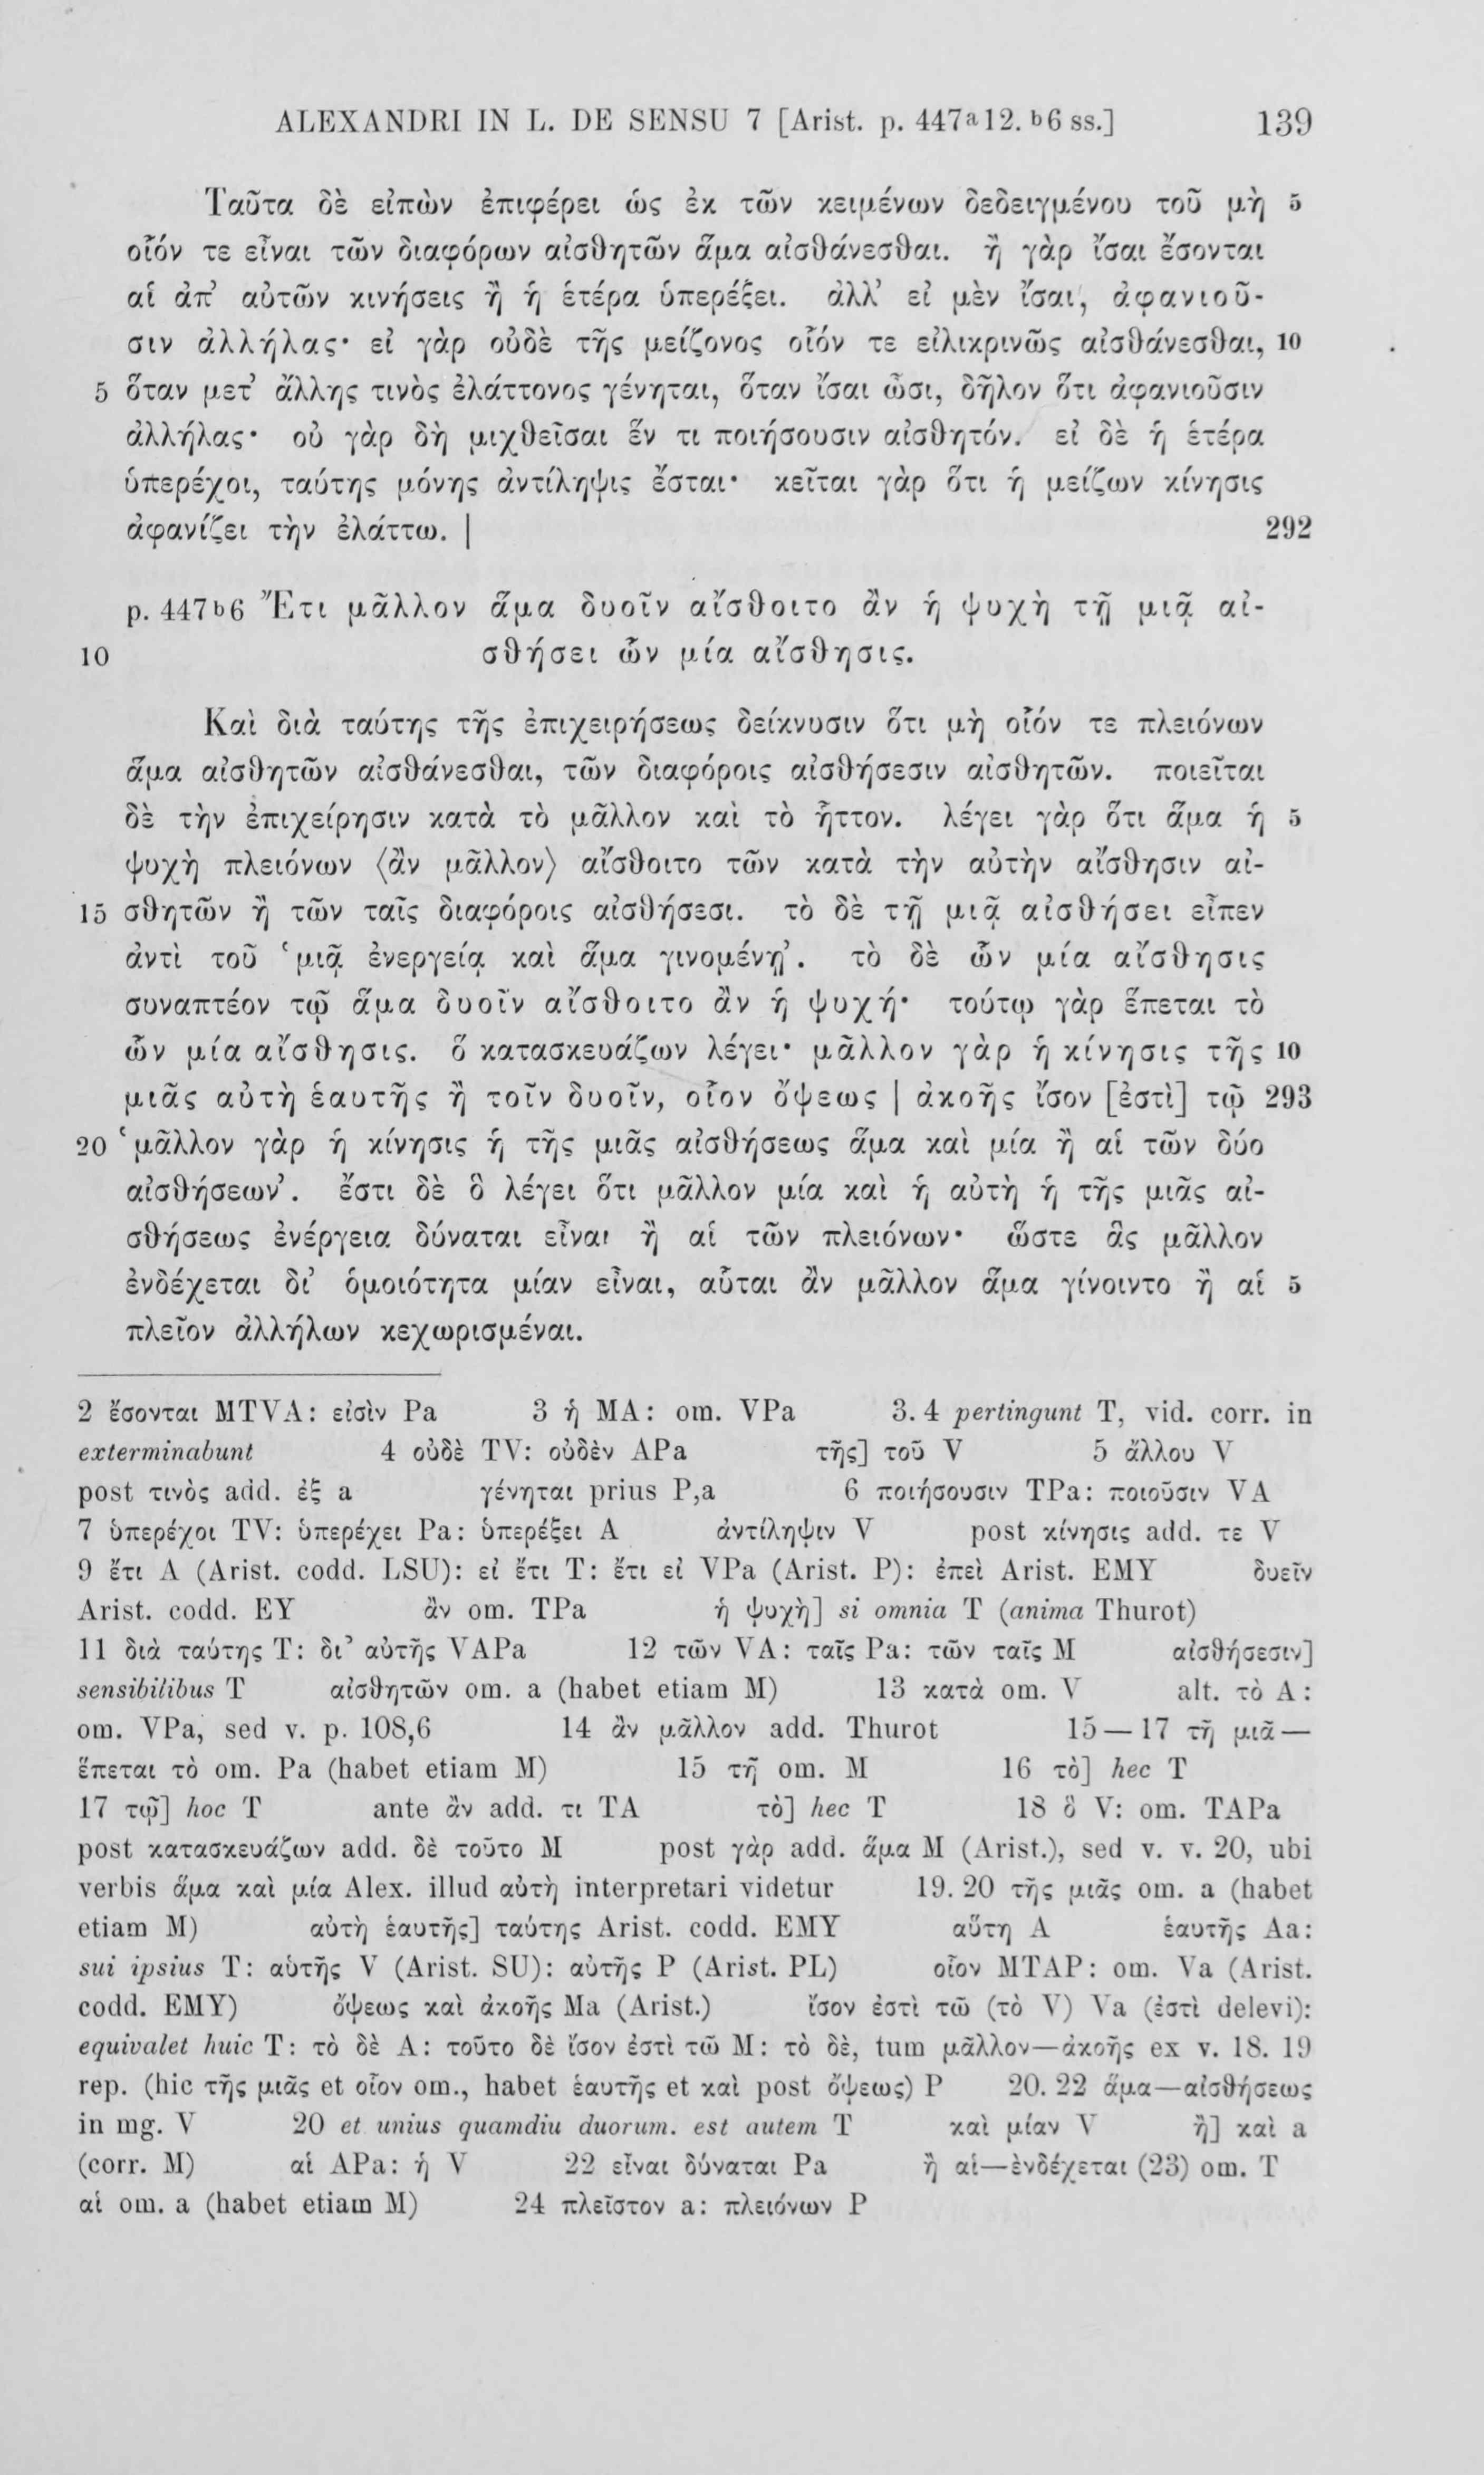 ALEXANDRI IN L. DE SENSU 7 [Arist. p. 447a12. b6 ss.] 139
Ταῦτα δὲ εἰπὼν ἐπιφέρει ὡς ἐκ τῶν κειμένων δεδειγμένου τοῦ μὴ 5
οἷόν τε εἶναι τῶν διαφόρων αἰσθητῶν ἅμα αἰσθάνεσθαι. ἢ γὰρ ἴσαι ἔσονται
αἱ ἀπ’ αὐτῶν κινήσεις ἢ ἡ ἑτέρα ὑπερέξει. ἀλλ’ εἰ μὲν ἴσαι, ἀφανιοῦ-
σιν ἀλλήλας· εἰ γὰρ οὐδὲ τῆς μείζονος οἷόν τε εἰλικρινῶς αἰσθάνεσθαι, 10
5 ὅταν μετ’ ἄλλης τινὸς ἐλάττονος γένηται, ὅταν ἴσαι ὦσι, δῆλον ὅτι ἀφανιοῦσιν
ἀλλήλας· οὐ γὰρ δὴ μιχθεῖσαι ἕν τι ποιήσουσιν αἰσθητόν. εἰ δὲ ἡ ἑτέρα
ὑπερέχοι, ταύτης μόνης ἀντίληψις ἔσται· κεῖται γὰρ ὅτι ἡ μείζων κίνησις
ἀφανίζει τὴν ἐλάττω. | 292
p. 447b6 Ἔτι μᾶλλον ἅμα δυοῖν αἴσθοιτο ἂν ἡ ψυχὴ τῇ μιᾷ αἰ-
10 σθήσει ὧν μία αἴσθησις.
Καὶ διὰ ταύτης τῆς ἐπιχειρήσεως δείκνυσιν ὅτι μὴ οἷόν τε πλειόνων
ἅμα αἰσθητῶν αἰσθάνεσθαι, τῶν διαφόροις αἰσθήσεσιν αἰσθητῶν. ποιεῖται
δὲ τὴν ἐπιχείρησιν κατὰ τὸ μᾶλλον καὶ τὸ ἧττον. λέγει γὰρ ὅτι ἅμα ἡ 5
ψυχὴ πλειόνων ⟨ἂν μᾶλλον⟩ αἴσθοιτο τῶν κατὰ τὴν αὐτὴν αἴσθησιν αἰ-
15 σθητῶν ἢ τῶν ταῖς διαφόροις αἰσθήσεσι. τὸ δὲ τῇ μιᾷ αἰσθήσει εἶπεν
ἀντὶ τοῦ ‘μιᾷ ἐνεργείᾳ καὶ ἅμα γινομένῃ’. τὸ δὲ ὧν μία αἴσθησις
συναπτέον τῷ ἅμα δυοῖν αἴσθοιτο ἂν ἡ ψυχή· τούτῳ γὰρ ἕπεται τὸ
ὧν μία αἴσθησις. ὃ κατασκευάζων λέγει· μᾶλλον γὰρ ἡ κίνησις τῆς 10
μιᾶς αὐτὴ ἑαυτῆς ἢ τοῖν δυοῖν, οἷον ὄψεως | ἀκοῆς ἴσον [ἐστὶ] τῷ 293
20 ‘μᾶλλον γὰρ ἡ κίνησις ἡ τῆς μιᾶς αἰσθήσεως ἅμα καὶ μία ἢ αἱ τῶν δύο
αἰσθήσεων’. ἔστι δὲ ὃ λέγει ὅτι μᾶλλον μία καὶ ἡ αὐτὴ ἡ τῆς μιᾶς αἰ-
σθήσεως ἐνέργεια δύναται εἶναι ἢ αἱ τῶν πλειόνων· ὥστε ἃς μᾶλλον
ἐνδέχεται δι’ ὁμοιότητα μίαν εἶναι, αὗται ἂν μᾶλλον ἅμα γίνοιντο ἢ αἱ 5
πλεῖον ἀλλήλων κεχωρισμέναι.
2 ἔσονται MTVA: εἰσὶν Pa 3 ἡ MA: om. VPa 3. 4 pertingunt T, vid. corr. in
exterminabunt 4 οὐδὲ TV: οὐδὲν APa τῆς] τοῦ V 5 ἄλλου V
post τινὸς add. ἐξ a γένηται prius P,a 6 ποιήσουσιν TPa: ποιοῦσιν VA
7 ὑπερέχοι TV: ὑπερέχει Pa: ὑπερέξει A ἀντίληψιν V post κίνησις add. τε V
9 ἔτι A (Arist. codd. LSU): εἰ ἔτι T: ἔτι εἰ VPa (Arist. P): ἐπεὶ Arist. EMY δυεῖν
Arist. codd. EY ἂν om. TPa ἡ ψυχὴ] si omnia T (anima Thurot)
11 διὰ ταύτης T: δι’ αὐτῆς VAPa 12 τῶν VA: ταῖς Pa: τῶν ταῖς M αἰσθήσεσιν]
sensibilibus T αἰσθητῶν om. a (habet etiam M) 13 κατὰ om. V alt. τὸ A:
om. VPa, sed v. p. 108,6 14 ἂν μᾶλλον add. Thurot 15—17 τῇ μιᾷ—
ἕπεται τὸ om. Pa (habet etiam M) 15 τῇ om. M 16 τὸ] hec T
17 τῷ] hoc T ante ἂν add. τι TA τὸ] hec T 18 ὃ V: om. TAPa
post κατασκευάζων add. δὲ τοῦτο M post γὰρ add. ἅμα M (Arist.), sed v. v. 20, ubi
verbis ἅμα καὶ μία Alex. illud αὐτὴ interpretari videtur 19. 20 τῆς μιᾶς om. a (habet
etiam M) αὐτὴ ἑαυτῆς] ταύτης Arist. codd. EMY αὕτη A ἑαυτῆς Aa:
sui ipsius T: αὑτῆς V (Arist. SU): αὐτῆς P (Arist. PL) οἷον MTAP: om. Va (Arist.
codd. EMY) ὄψεως καὶ ἀκοῆς Ma (Arist.) ἴσον ἐστὶ τῶ (τὸ V) Va (ἐστὶ delevi):
equivalet huic T: τὸ δὲ A: τοῦτο δὲ ἴσον ἐστὶ τῶ M: τὸ δὲ, tum μᾶλλον—ἀκοῆς ex v. 18. 19
rep. (hic τῆς μιᾶς et οἷον om., habet ἑαυτῆς et καὶ post ὄψεως) P 20. 22 ἅμα—αἰσθήσεως
in mg. V 20 et unius quamdiu duorum. est autem T καὶ μίαν V ἢ] καὶ a
(corr. M) αἱ APa: ἡ V 22 εἶναι δύναται Pa ἢ αἱ—ἐνδέχεται (23) om. T
αἱ om. a (habet etiam M) 24 πλεῖστον a: πλειόνων P